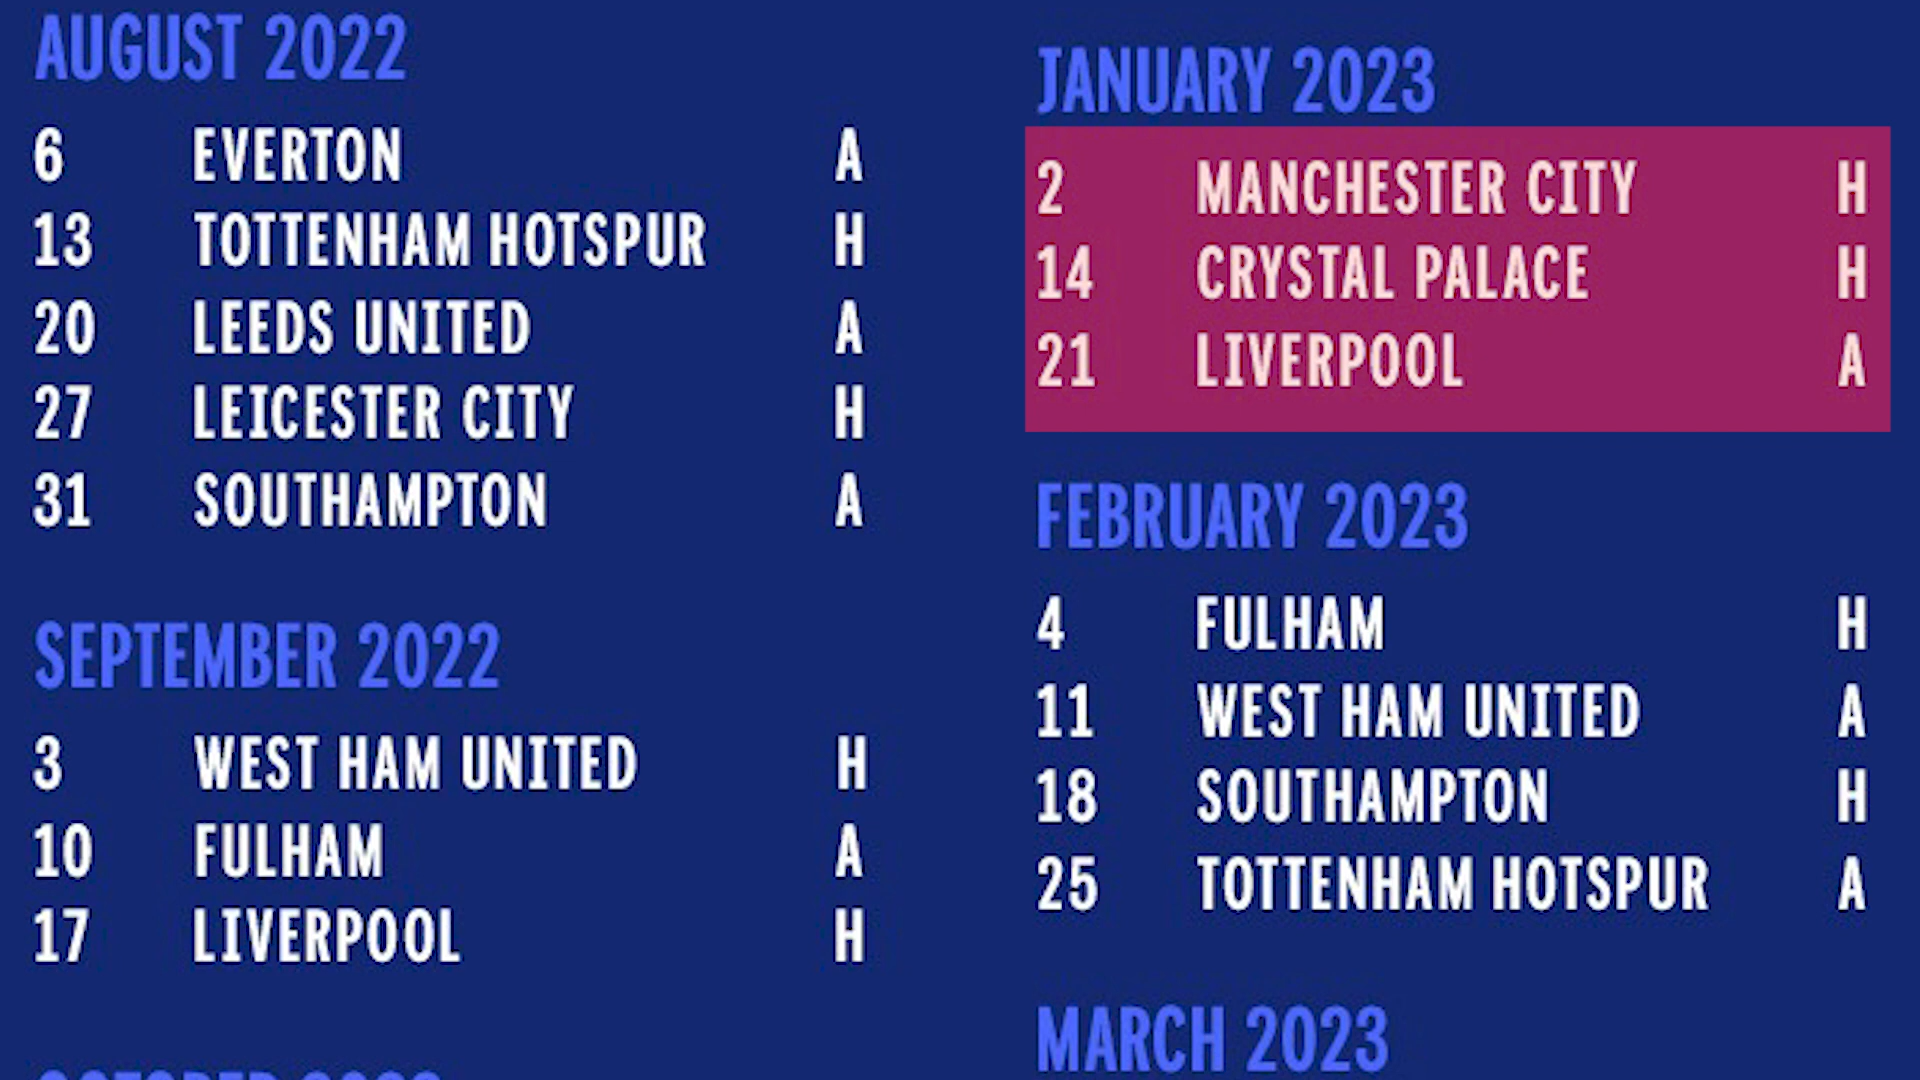 AUGUST 2022
6 EVERTON A
13 TOTTENHAM HOTSPUR H
20 LEEDS UNITED A
27 LEICESTER CITY H
31 SOUTHAMPTON A
SEPTEMBER 2022
3 WEST HAM UNITED H
10 FULHAM A
17 LIVERPOOL H
OCTOBER 2022
JANUARY 2023
2 MANCHESTER CITY H
14 CRYSTAL PALACE H
21 LIVERPOOL A
FEBRUARY 2023
4 FULHAM H
11 WEST HAM UNITED A
18 SOUTHAMPTON H
25 TOTTENHAM HOTSPUR A
MARCH 2023